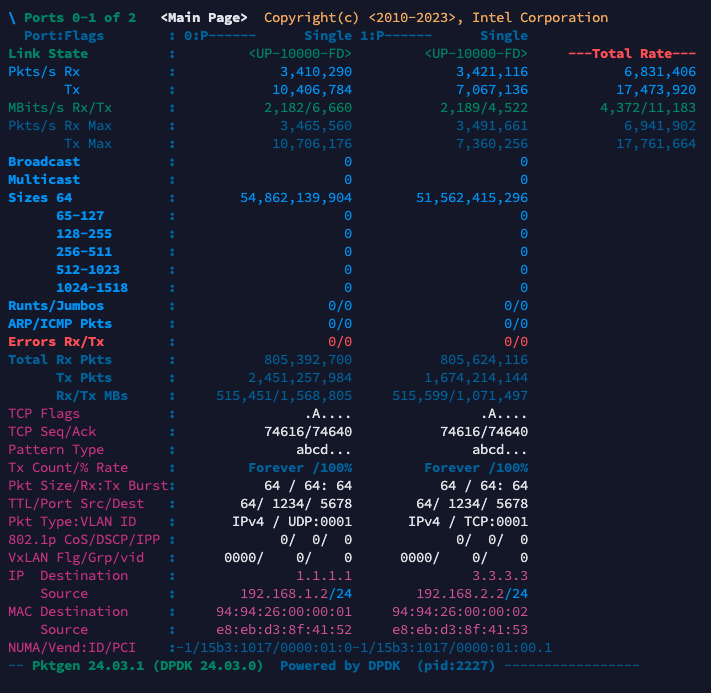 \ Ports 0-1 of 2   <Main Page>  Copyright(c) <2010-2023>, Intel Corporation
  Port:Flags        : 0:P------      Single 1:P------      Single
Link State          :         <UP-10000-FD>         <UP-10000-FD>     ---Total Rate---
Pkts/s Rx           :             3,410,290             3,421,116            6,831,406
       Tx           :            10,406,784             7,067,136           17,473,920
MBits/s Rx/Tx       :           2,182/6,660           2,189/4,522         4,372/11,183
Pkts/s Rx Max       :             3,465,560             3,491,661            6,941,902
       Tx Max       :            10,706,176             7,360,256           17,761,664
Broadcast           :                     0                     0
Multicast           :                     0                     0
Sizes 64            :        54,862,139,904        51,562,415,296
      65-127        :                     0                     0
      128-255       :                     0                     0
      256-511       :                     0                     0
      512-1023      :                     0                     0
      1024-1518     :                     0                     0
Runts/Jumbos        :                   0/0                   0/0
ARP/ICMP Pkts       :                   0/0                   0/0
Errors Rx/Tx        :                   0/0                   0/0
Total Rx Pkts       :           805,392,700           805,624,116
      Tx Pkts       :         2,451,257,984         1,674,214,144
      Rx/Tx MBs     :     515,451/1,568,805     515,599/1,071,497
TCP Flags           :                .A....                .A....
TCP Seq/Ack         :           74616/74640           74616/74640
Pattern Type        :               abcd...               abcd...
Tx Count/% Rate     :         Forever /100%         Forever /100%
Pkt Size/Rx:Tx Burst:           64 / 64: 64           64 / 64: 64
TTL/Port Src/Dest   :        64/ 1234/ 5678        64/ 1234/ 5678
Pkt Type:VLAN ID    :       IPv4 / UDP:0001       IPv4 / TCP:0001
802.1p CoS/DSCP/IPP :             0/  0/  0             0/  0/  0
VxLAN Flg/Grp/vid   :      0000/    0/    0      0000/    0/    0
IP  Destination     :               1.1.1.1               3.3.3.3
    Source          :        192.168.1.2/24        192.168.2.2/24
MAC Destination     :     94:94:26:00:00:01     94:94:26:00:00:02
    Source          :     e8:eb:d3:8f:41:52     e8:eb:d3:8f:41:53
NUMA/Vend:ID/PCI    :-1/15b3:1017/0000:01:0-1/15b3:1017/0000:01:00.1
-- Pktgen 24.03.1 (DPDK 24.03.0)  Powered by DPDK  (pid:2227) -----------------